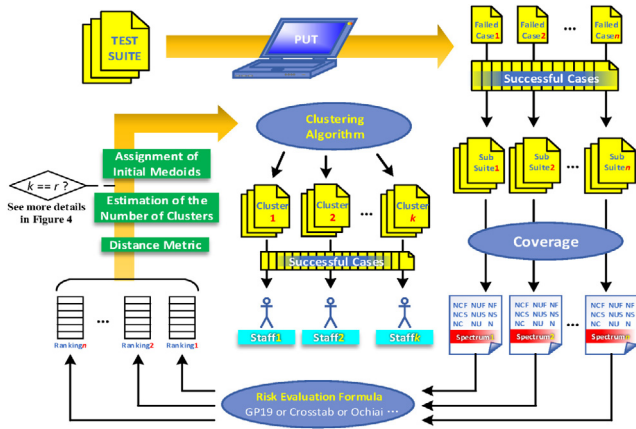 TEST
SUITE
PUT
Failed
Case1
Failed
Case2
...
Failed
Casen
Successful Cases
Clustering
Algorithm
Assignment of
Initial Medoids
k == r ?
See more details
in Figure 4
Estimation of the
Number of Clusters
Distance Metric
Cluster
1
Cluster
2
...
Cluster
k
Successful Cases
Staff1
Staff2
Staffk
Sub
Suite1
Sub
Suite2
...
Sub
Suiten
Coverage
NCF NUF NF
NCS NUS NS
NC NU N
Spectrum1
NCF NUF NF
NCS NUS NS
NC NU N
Spectrum2
...
NCF NUF NF
NCS NUS NS
NC NU N
Spectrumn
Rankingn
...
Ranking2
Ranking1
Risk Evaluation Formula
GP19 or Crosstab or Ochiai ...